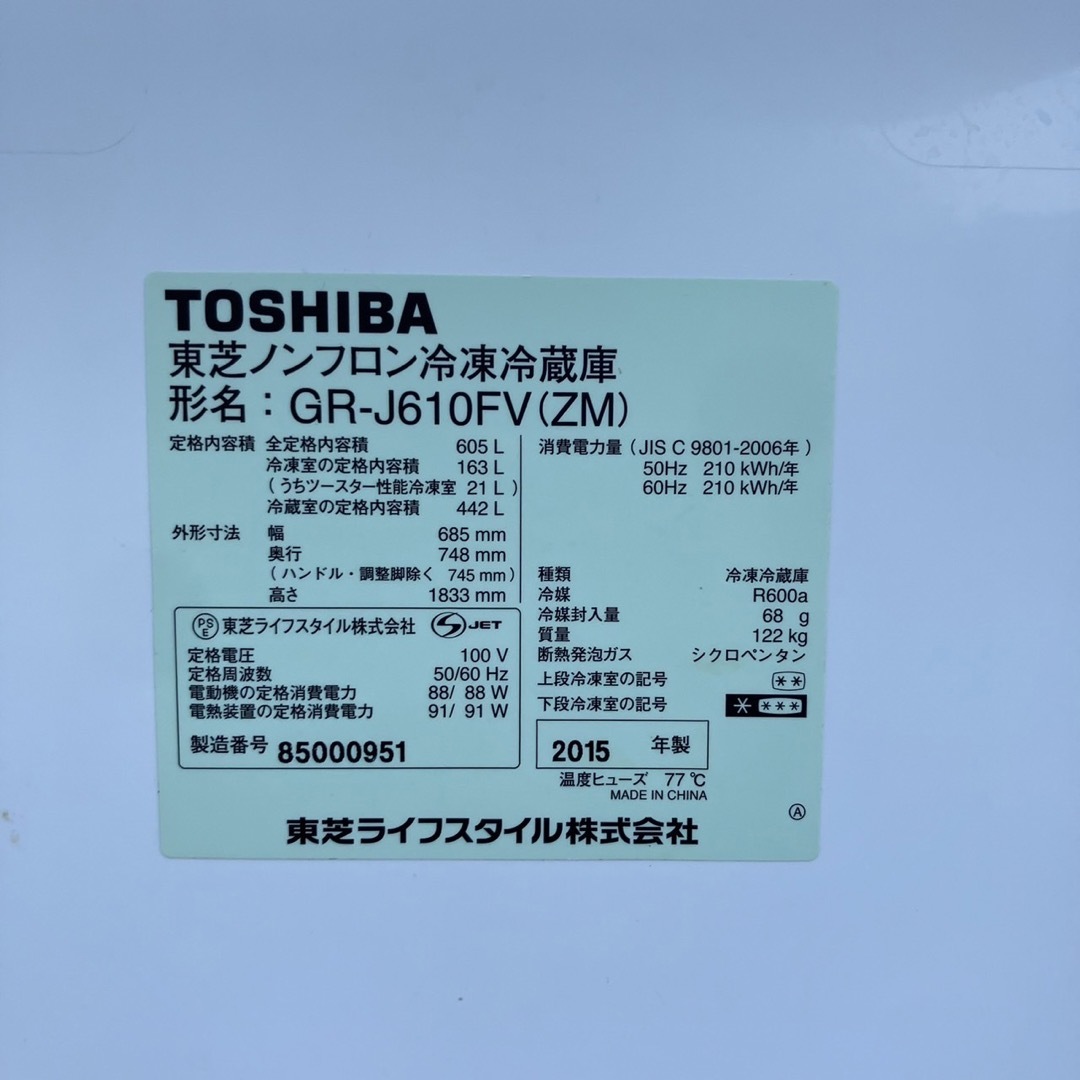 TOSHIBA
東芝ノンフロン冷凍冷蔵庫
形名：GR-J610FV(ZM)
定格内容積 全定格内容積 605 L
冷凍室の定格内容積 163 L
(うちツースター性能冷凍室 21 L)
冷蔵室の定格内容積 442 L
外形寸法 幅 685 mm
奥行 748 mm
(ハンドル・調整脚除く 745 mm)
高さ 1833 mm
消費電力量 (JIS C 9801-2006年)
50Hz 210 kWh/年
60Hz 210 kWh/年
種類 冷凍冷蔵庫
冷媒 R600a
冷媒封入量 68 g
質量 122 kg
断熱発泡ガス シクロペンタン
上段冷凍室の記号 **
下段冷凍室の記号 * ***
PSE 東芝ライフスタイル株式会社 S JET
定格電圧 100 V
定格周波数 50/60 Hz
電動機の定格消費電力 88/ 88 W
電熱装置の定格消費電力 91/ 91 W
製造番号 85000951
2015 年製
温度ヒューズ 77 ℃
MADE IN CHINA
Ⓐ
東芝ライフスタイル株式会社